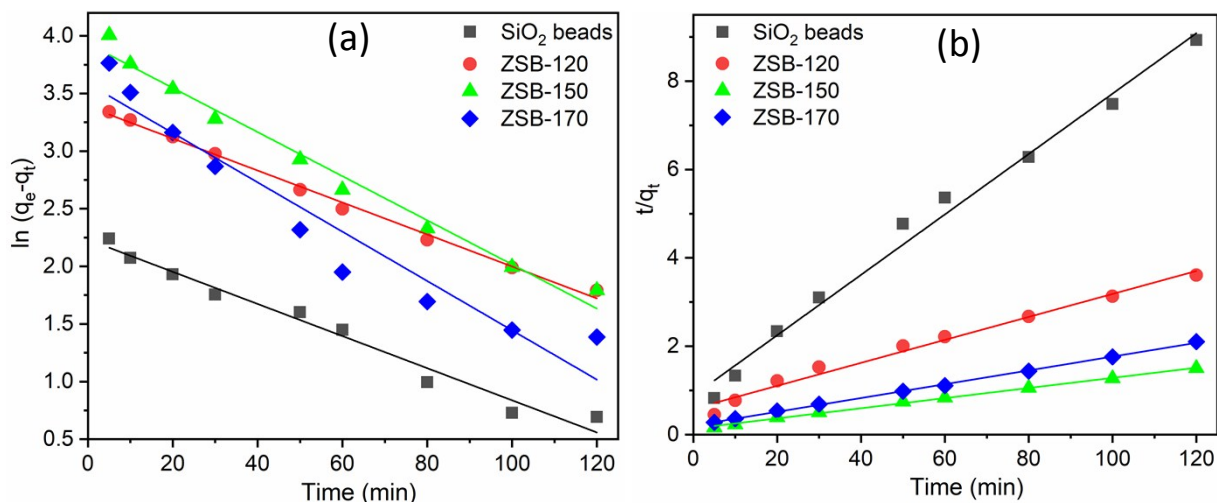 (a)
SiO₂ beads
ZSB-120
ZSB-150
ZSB-170
4.0
3.5
3.0
2.5
2.0
1.5
1.0
0.5
ln (qₑ-qₜ)
0 20 40 60 80 100 120
Time (min)
(b)
SiO₂ beads
ZSB-120
ZSB-150
ZSB-170
8
6
4
2
0
t/qₜ
0 20 40 60 80 100 120
Time (min)